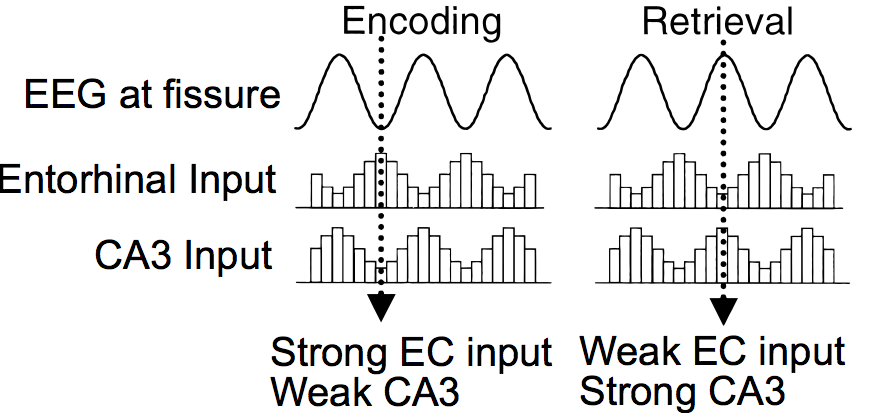 Encoding
Retrieval
EEG at fissure
Entorhinal Input
CA3 Input
Strong EC input
Weak CA3
Weak EC input
Strong CA3